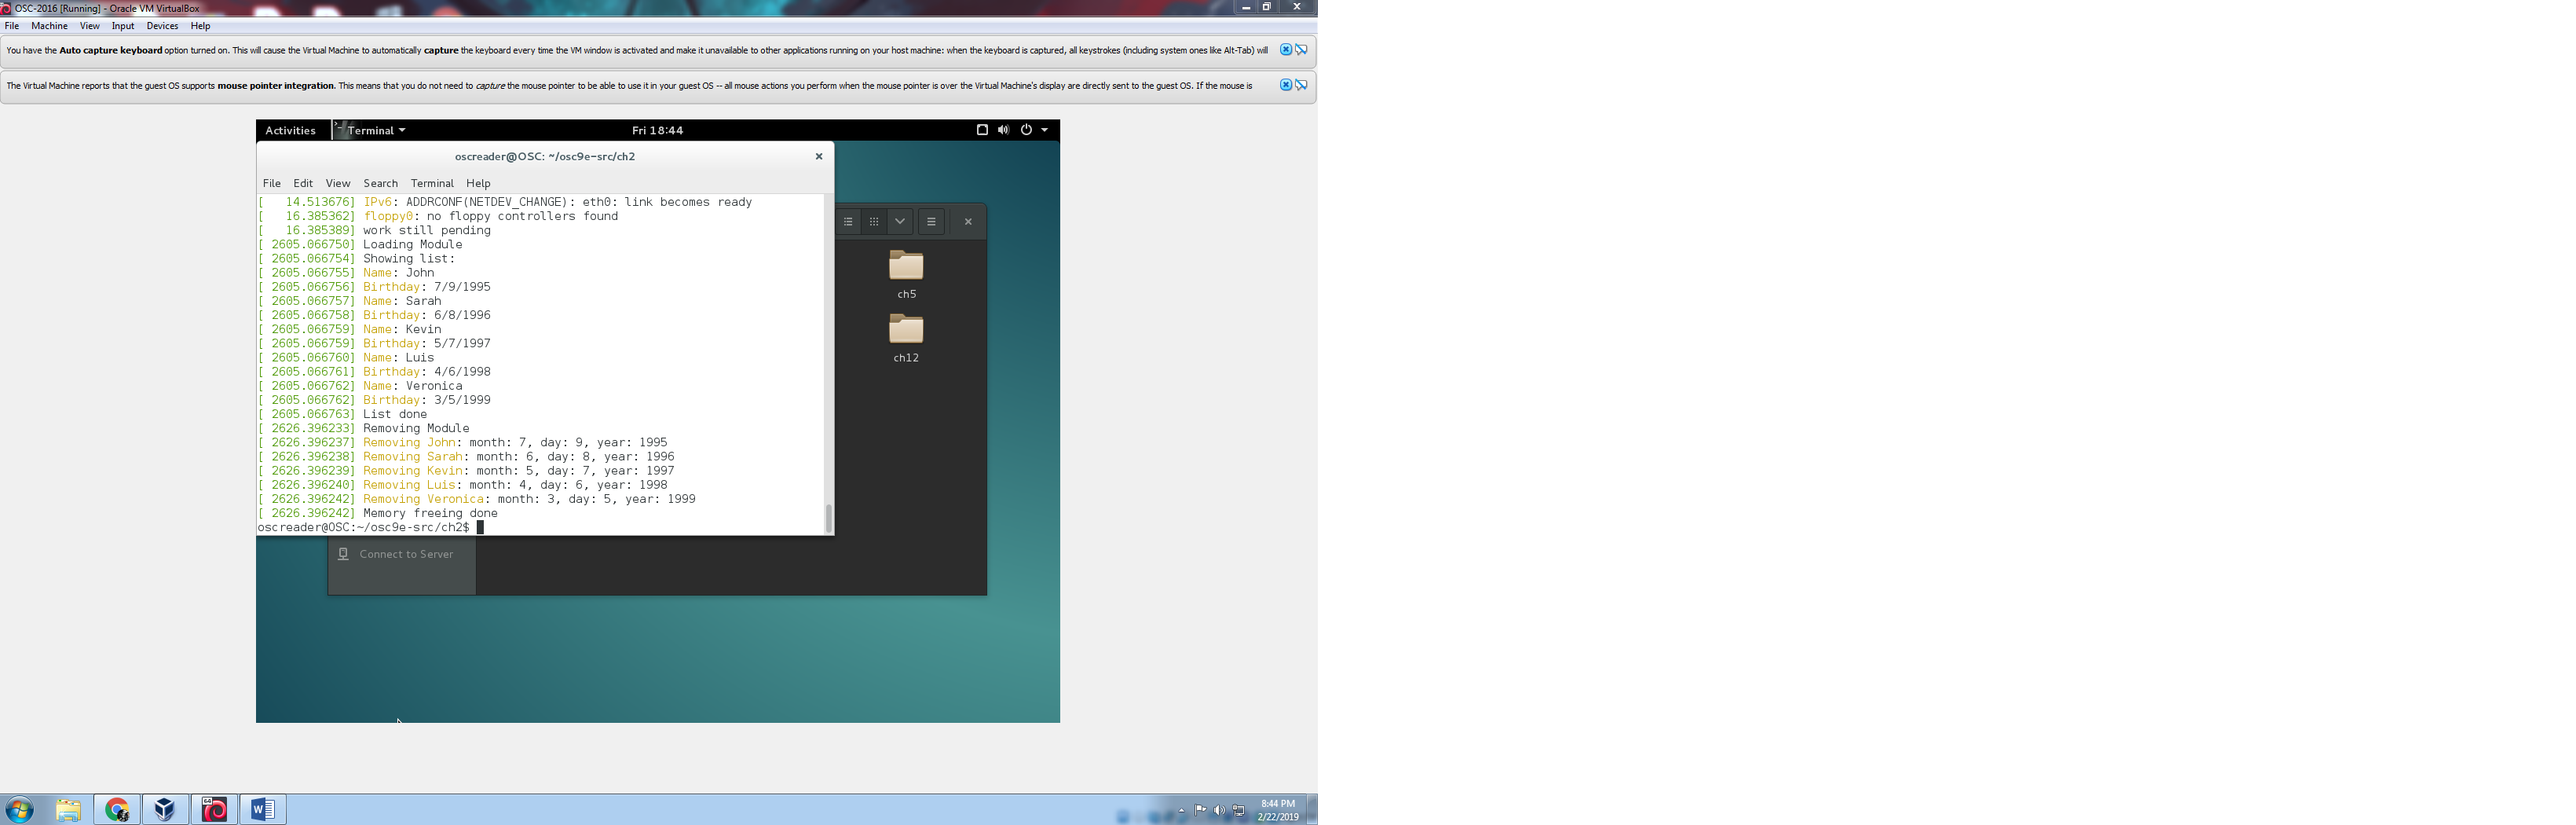 OSC-2016 [Running] - Oracle VM VirtualBox
File Machine View Input Devices Help
You have the Auto capture keyboard option turned on. This will cause the Virtual Machine to automatically capture the keyboard every time the VM window is activated and make it unavailable to other applications running on your host machine: when the keyboard is captured, all keystrokes (including system ones like Alt-Tab) will
The Virtual Machine reports that the guest OS supports mouse pointer integration. This means that you do not need to capture the mouse pointer to be able to use it in your guest OS -- all mouse actions you perform when the mouse pointer is over the Virtual Machine's display are directly sent to the guest OS. If the mouse is
Activities Terminal Fri 18:44
oscreader@OSC: ~/osc9e-src/ch2
File Edit View Search Terminal Help
[   14.513676] IPv6: ADDRCONF(NETDEV_CHANGE): eth0: link becomes ready
[   16.385362] floppy0: no floppy controllers found
[   16.385389] work still pending
[ 2605.066750] Loading Module
[ 2605.066754] Showing list:
[ 2605.066755] Name: John
[ 2605.066756] Birthday: 7/9/1995
[ 2605.066757] Name: Sarah
[ 2605.066758] Birthday: 6/8/1996
[ 2605.066759] Name: Kevin
[ 2605.066759] Birthday: 5/7/1997
[ 2605.066760] Name: Luis
[ 2605.066761] Birthday: 4/6/1998
[ 2605.066762] Name: Veronica
[ 2605.066762] Birthday: 3/5/1999
[ 2605.066763] List done
[ 2626.396233] Removing Module
[ 2626.396237] Removing John: month: 7, day: 9, year: 1995
[ 2626.396238] Removing Sarah: month: 6, day: 8, year: 1996
[ 2626.396239] Removing Kevin: month: 5, day: 7, year: 1997
[ 2626.396240] Removing Luis: month: 4, day: 6, year: 1998
[ 2626.396242] Removing Veronica: month: 3, day: 5, year: 1999
[ 2626.396242] Memory freeing done
oscreader@OSC:~/osc9e-src/ch2$
ch5
ch12
Connect to Server
64
W
8:44 PM
2/22/2019